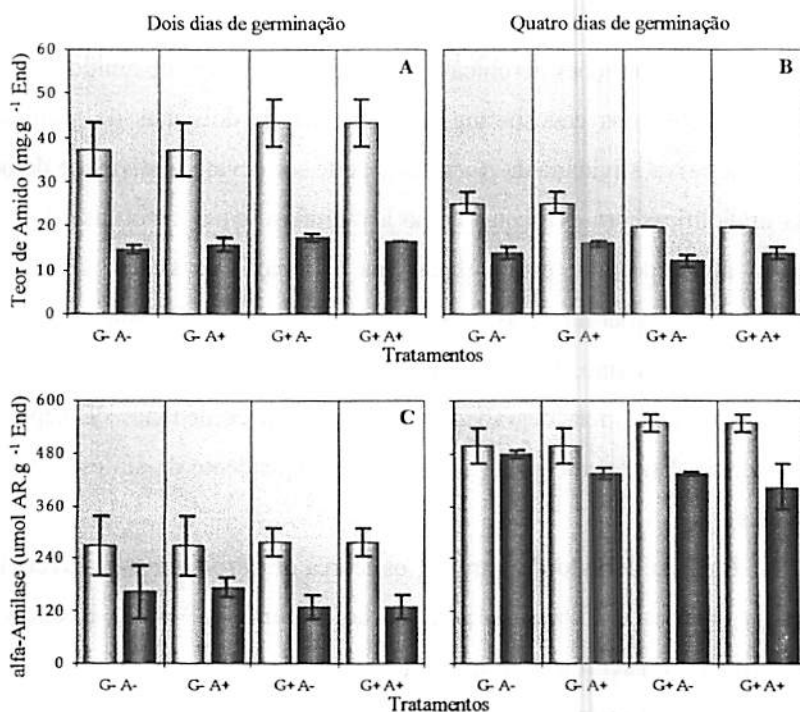 Dois dias de germinação
Quatro dias de germinação
Teor de Amido (mg.g -1 End)
60
50
40
30
20
10
0
A
B
G- A-
G- A+
G+ A-
G+ A+
G- A-
G- A+
G+ A-
G+ A+
Tratamentos
alfa-Amilase (umol AR.g -1 End)
600
480
360
240
120
0
C
G- A-
G- A+
G+ A-
G+ A+
G- A-
G- A+
G+ A-
G+ A+
Tratamentos